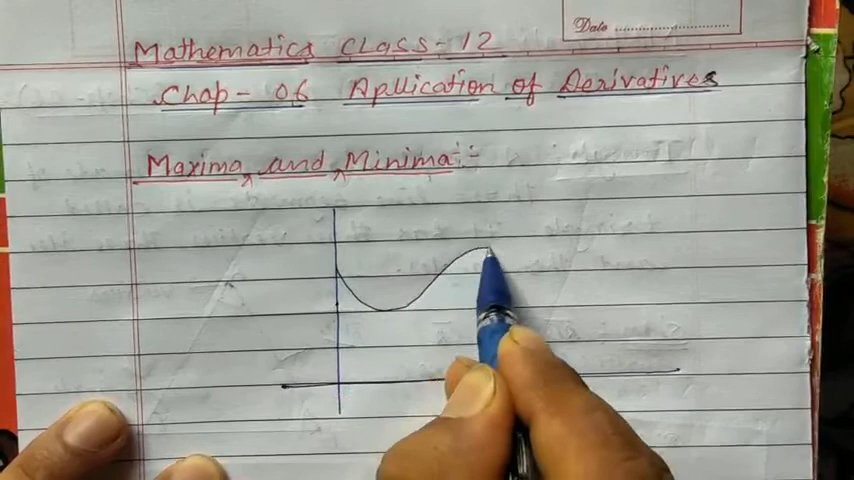 Date ....................
Mathematics CLASS-12
Chap- 06 Application of Derivatives
Maxima and Minima:-